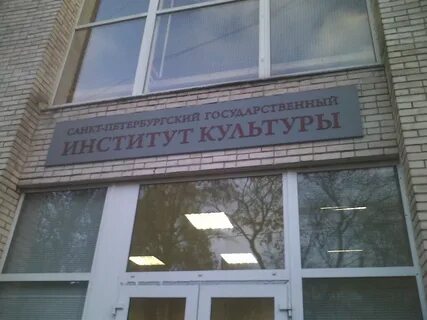 САНКТ-ПЕТЕРБУРГСКИЙ ГОСУДАРСТВЕННЫЙ
ИНСТИТУТ КУЛЬТУРЫ